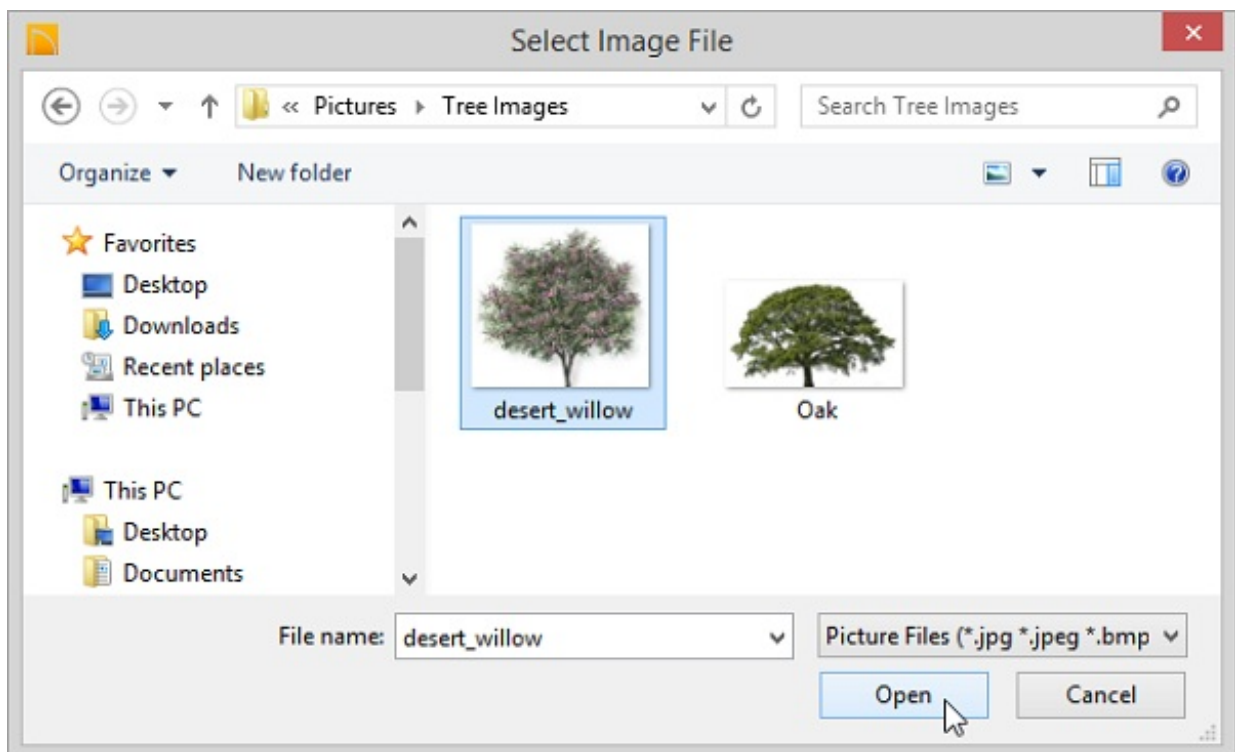 Select Image File
« Pictures Tree Images
Search Tree Images
Organize New folder
Favorites
Desktop
Downloads
Recent places
This PC
This PC
Desktop
Documents
desert_willow
Oak
File name: desert_willow
Picture Files (*.jpg *.jpeg *.bmp
Open Cancel